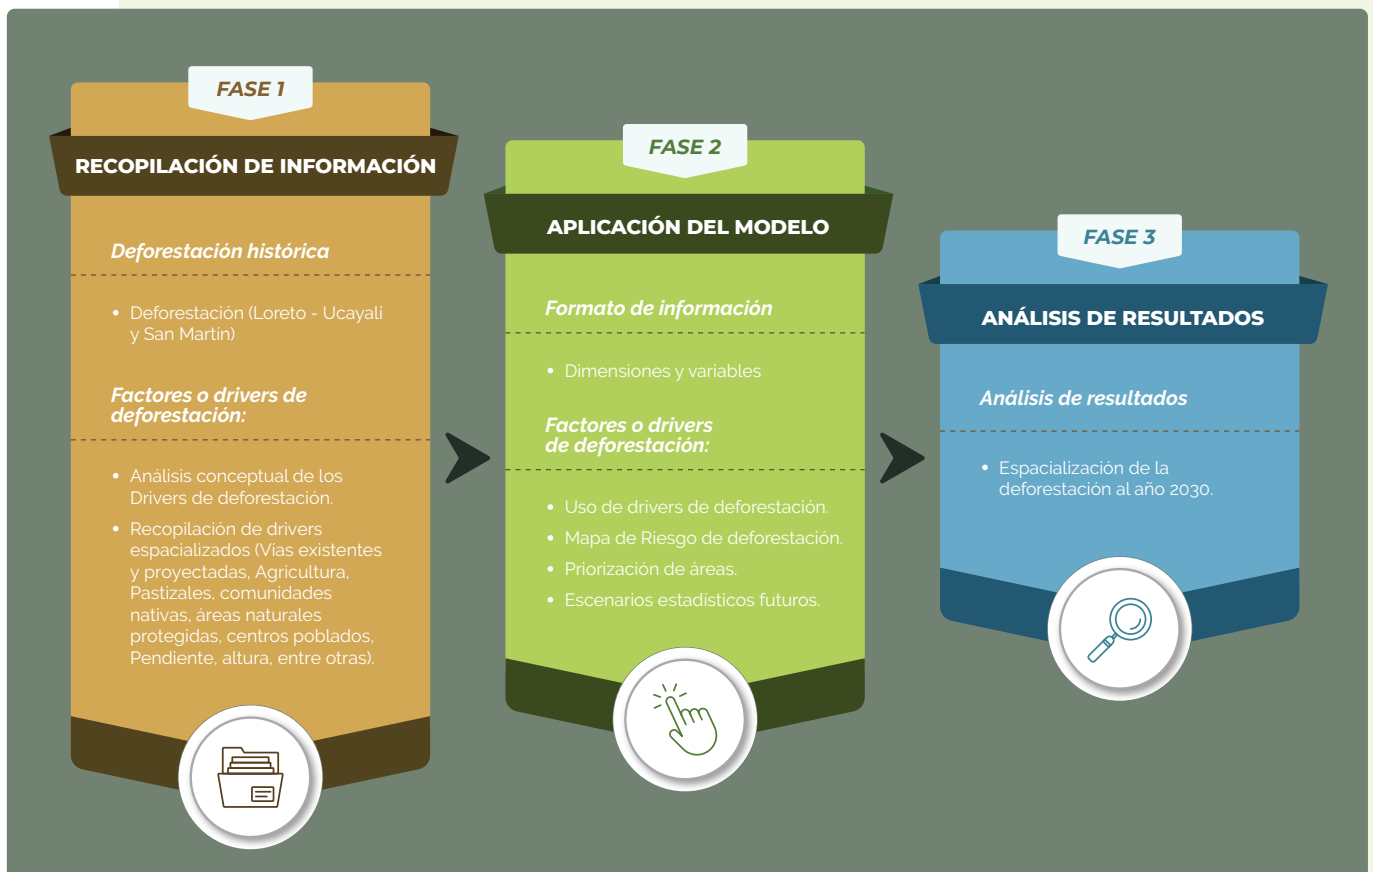 FASE 1
RECOPILACIÓN DE INFORMACIÓN
Deforestación histórica
• Deforestación (Loreto - Ucayali
y San Martín)
Factores o drivers de
deforestación:
• Análisis conceptual de los
Drivers de deforestación.
• Recopilación de drivers
espacializados (Vías existentes
y proyectadas, Agricultura,
Pastizales, comunidades
nativas, áreas naturales
protegidas, centros poblados,
Pendiente, altura, entre otras).
FASE 2
APLICACIÓN DEL MODELO
Formato de información
• Dimensiones y variables
Factores o drivers
de deforestación:
• Uso de drivers de deforestación.
• Mapa de Riesgo de deforestación.
• Priorización de áreas.
• Escenarios estadísticos futuros.
FASE 3
ANÁLISIS DE RESULTADOS
Análisis de resultados
• Espacialización de la
deforestación al año 2030.